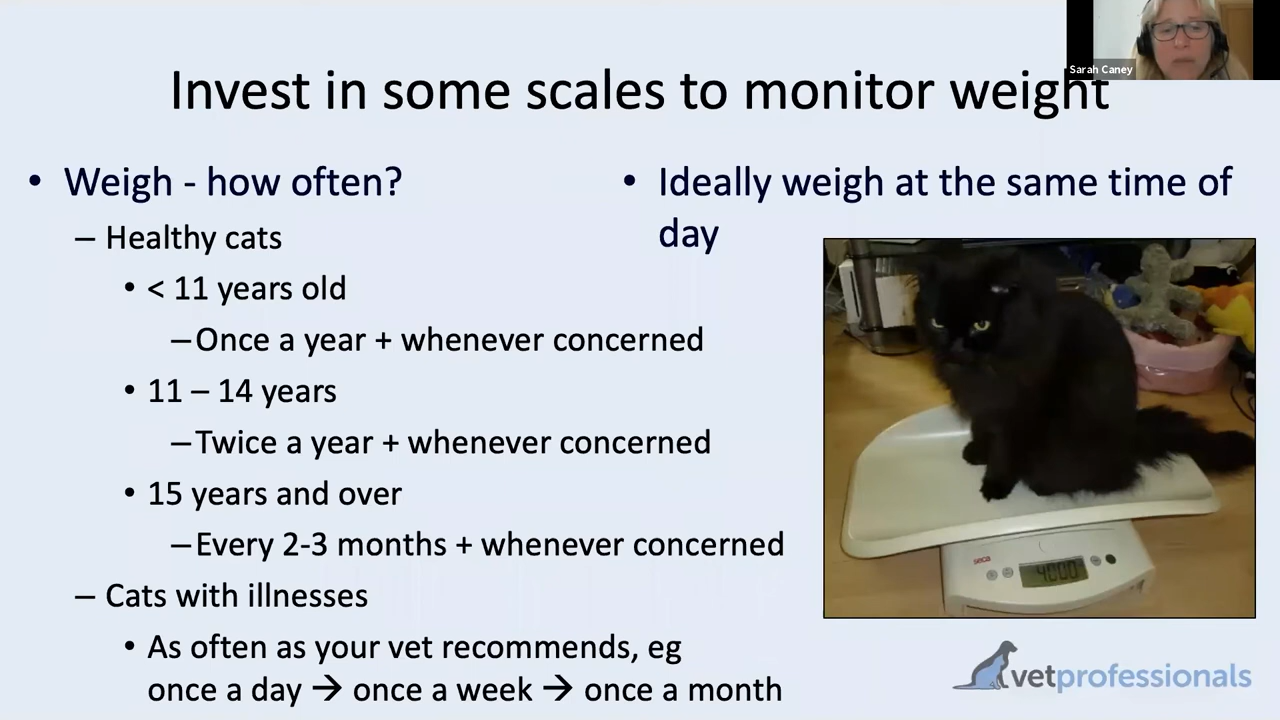 Sarah Caney
Invest in some scales to monitor weight
• Weigh - how often?
– Healthy cats
• < 11 years old
– Once a year + whenever concerned
• 11 – 14 years
– Twice a year + whenever concerned
• 15 years and over
– Every 2-3 months + whenever concerned
– Cats with illnesses
• As often as your vet recommends, eg
once a day → once a week → once a month
• Ideally weigh at the same time of
day
seca
vetprofessionals